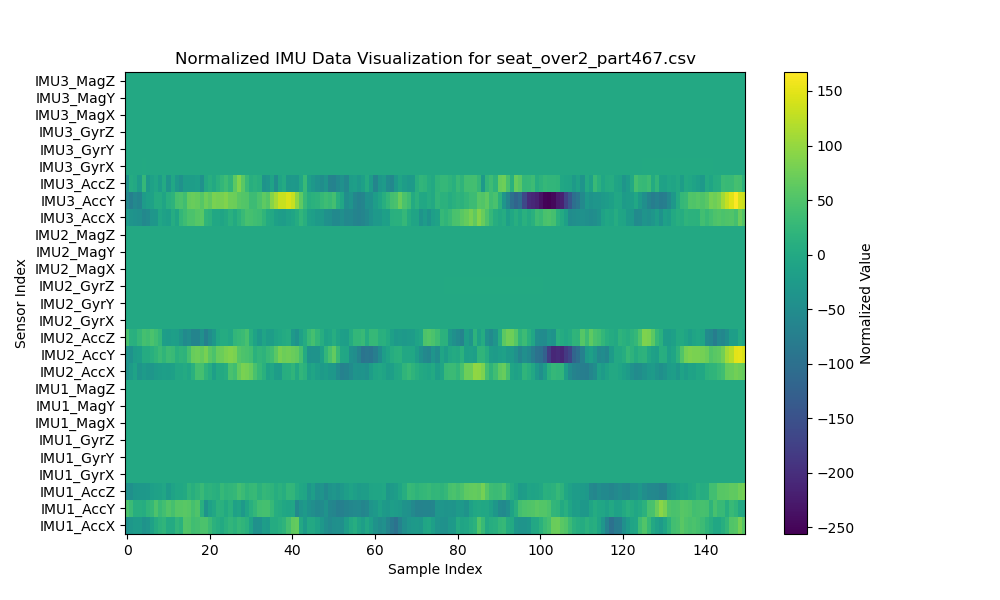 Normalized IMU Data Visualization for seat_over2_part467.csv
IMU3_MagZ
IMU3_MagY
IMU3_MagX
IMU3_GyrZ
IMU3_GyrY
IMU3_GyrX
IMU3_AccZ
IMU3_AccY
IMU3_AccX
IMU2_MagZ
IMU2_MagY
IMU2_MagX
IMU2_GyrZ
IMU2_GyrY
IMU2_GyrX
IMU2_AccZ
IMU2_AccY
IMU2_AccX
IMU1_MagZ
IMU1_MagY
IMU1_MagX
IMU1_GyrZ
IMU1_GyrY
IMU1_GyrX
IMU1_AccZ
IMU1_AccY
IMU1_AccX
Sensor Index
0 20 40 60 80 100 120 140
Sample Index
150
100
50
0
−50
−100
−150
−200
−250
Normalized Value